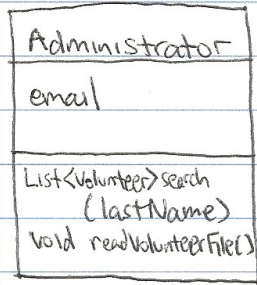 Administrator
email
List<Volunteer> search
(lastName)
void readVolunteerFile()